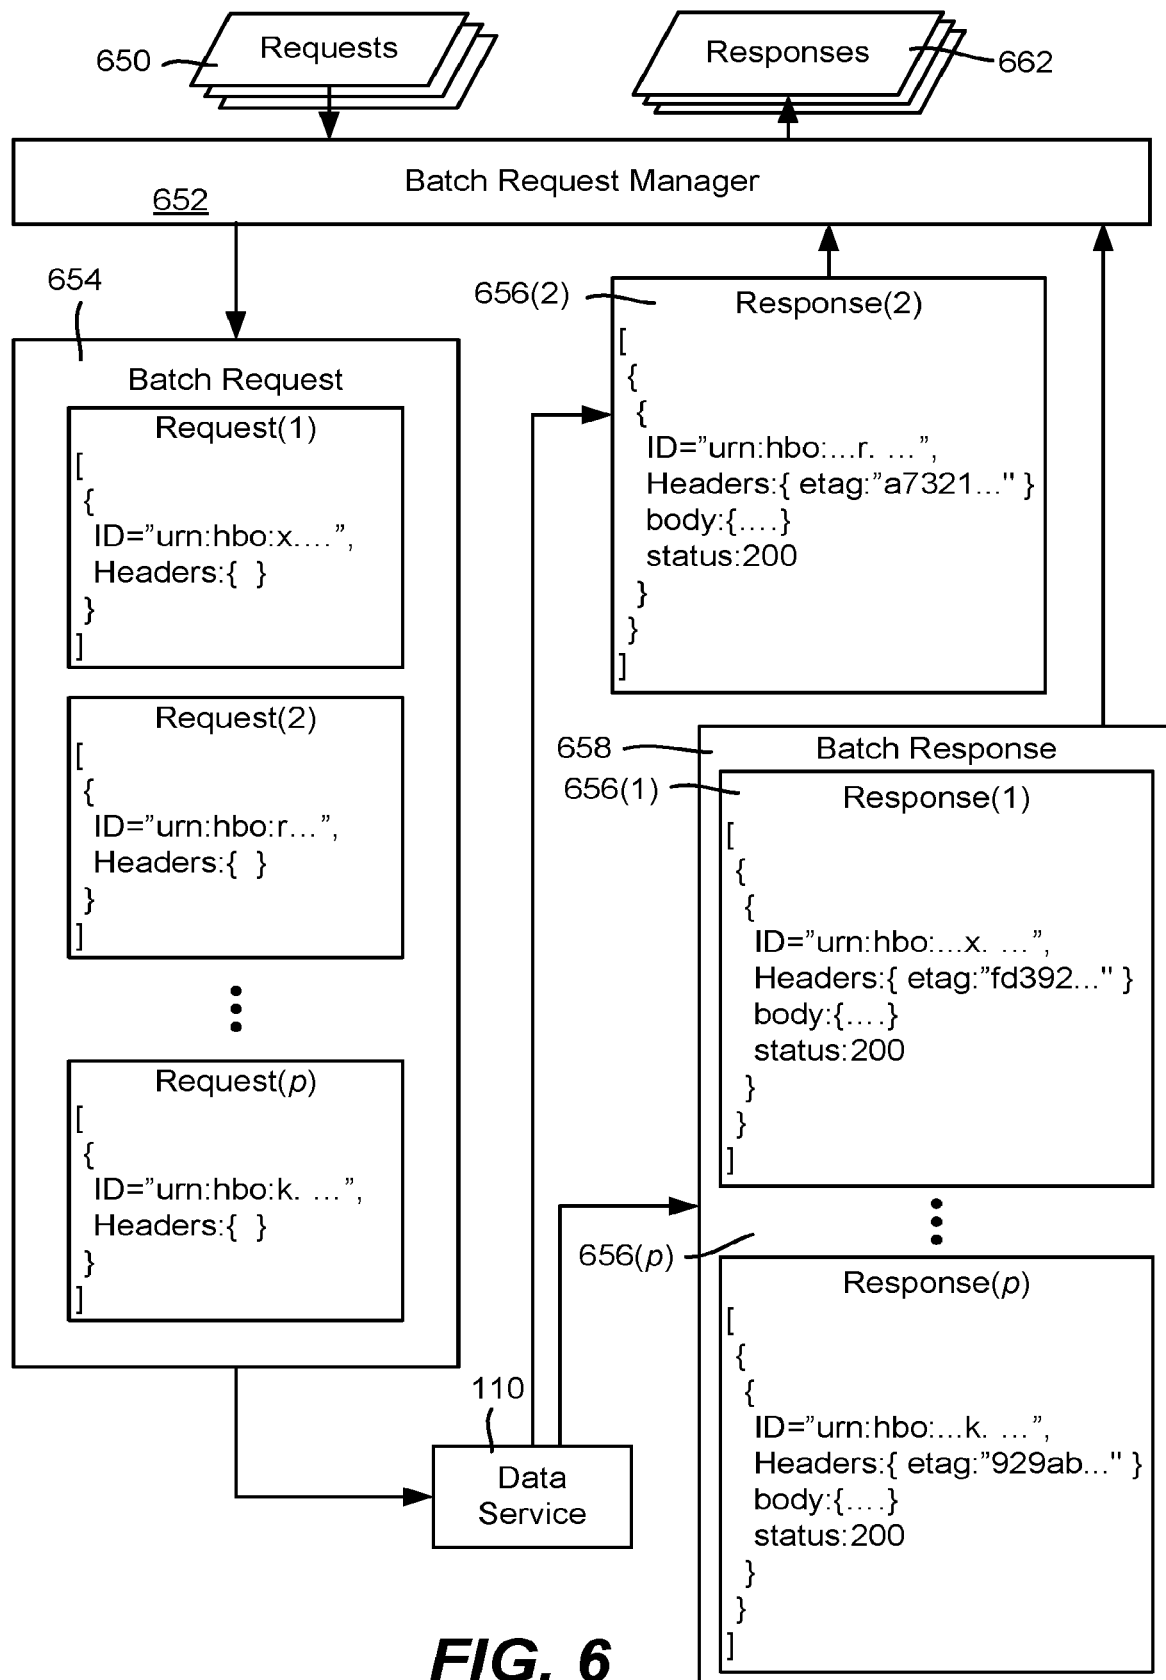 Requests
650
Responses
662
Batch Request Manager
652
654
Batch Request
Request(1)
[
{
ID="urn:hbo:x....",
Headers:{ }
}
]
Request(2)
[
{
ID="urn:hbo:r...",
Headers:{ }
}
]
Request(p)
[
{
ID="urn:hbo:k. ...",
Headers:{ }
}
]
110
Data
Service
656(2)
Response(2)
[
{
{
ID="urn:hbo:...r. ...",
Headers:{ etag:"a7321..." }
body:{....}
status:200
}
}
]
658
Batch Response
656(1)
Response(1)
[
{
{
ID="urn:hbo:...x. ...",
Headers:{ etag:"fd392..." }
body:{....}
status:200
}
}
]
656(p)
Response(p)
[
{
{
ID="urn:hbo:...k. ...",
Headers:{ etag:"929ab..." }
body:{....}
status:200
}
}
]
FIG. 6